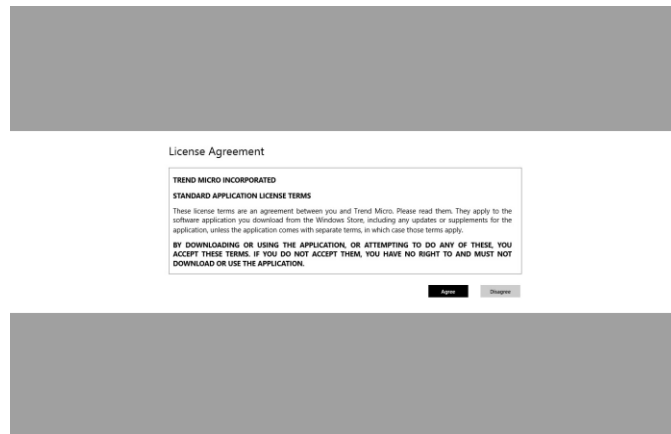 License Agreement
TREND MICRO INCORPORATED
STANDARD APPLICATION LICENSE TERMS
These license terms are an agreement between you and Trend Micro. Please read them. They apply to the
software application you download from the Windows Store, including any updates or supplements for the
application, unless the application comes with separate terms, in which case those terms apply.
BY DOWNLOADING OR USING THE APPLICATION, OR ATTEMPTING TO DO ANY OF THESE, YOU
ACCEPT THESE TERMS. IF YOU DO NOT ACCEPT THEM, YOU HAVE NO RIGHT TO AND MUST NOT
DOWNLOAD OR USE THE APPLICATION.
Agree Disagree